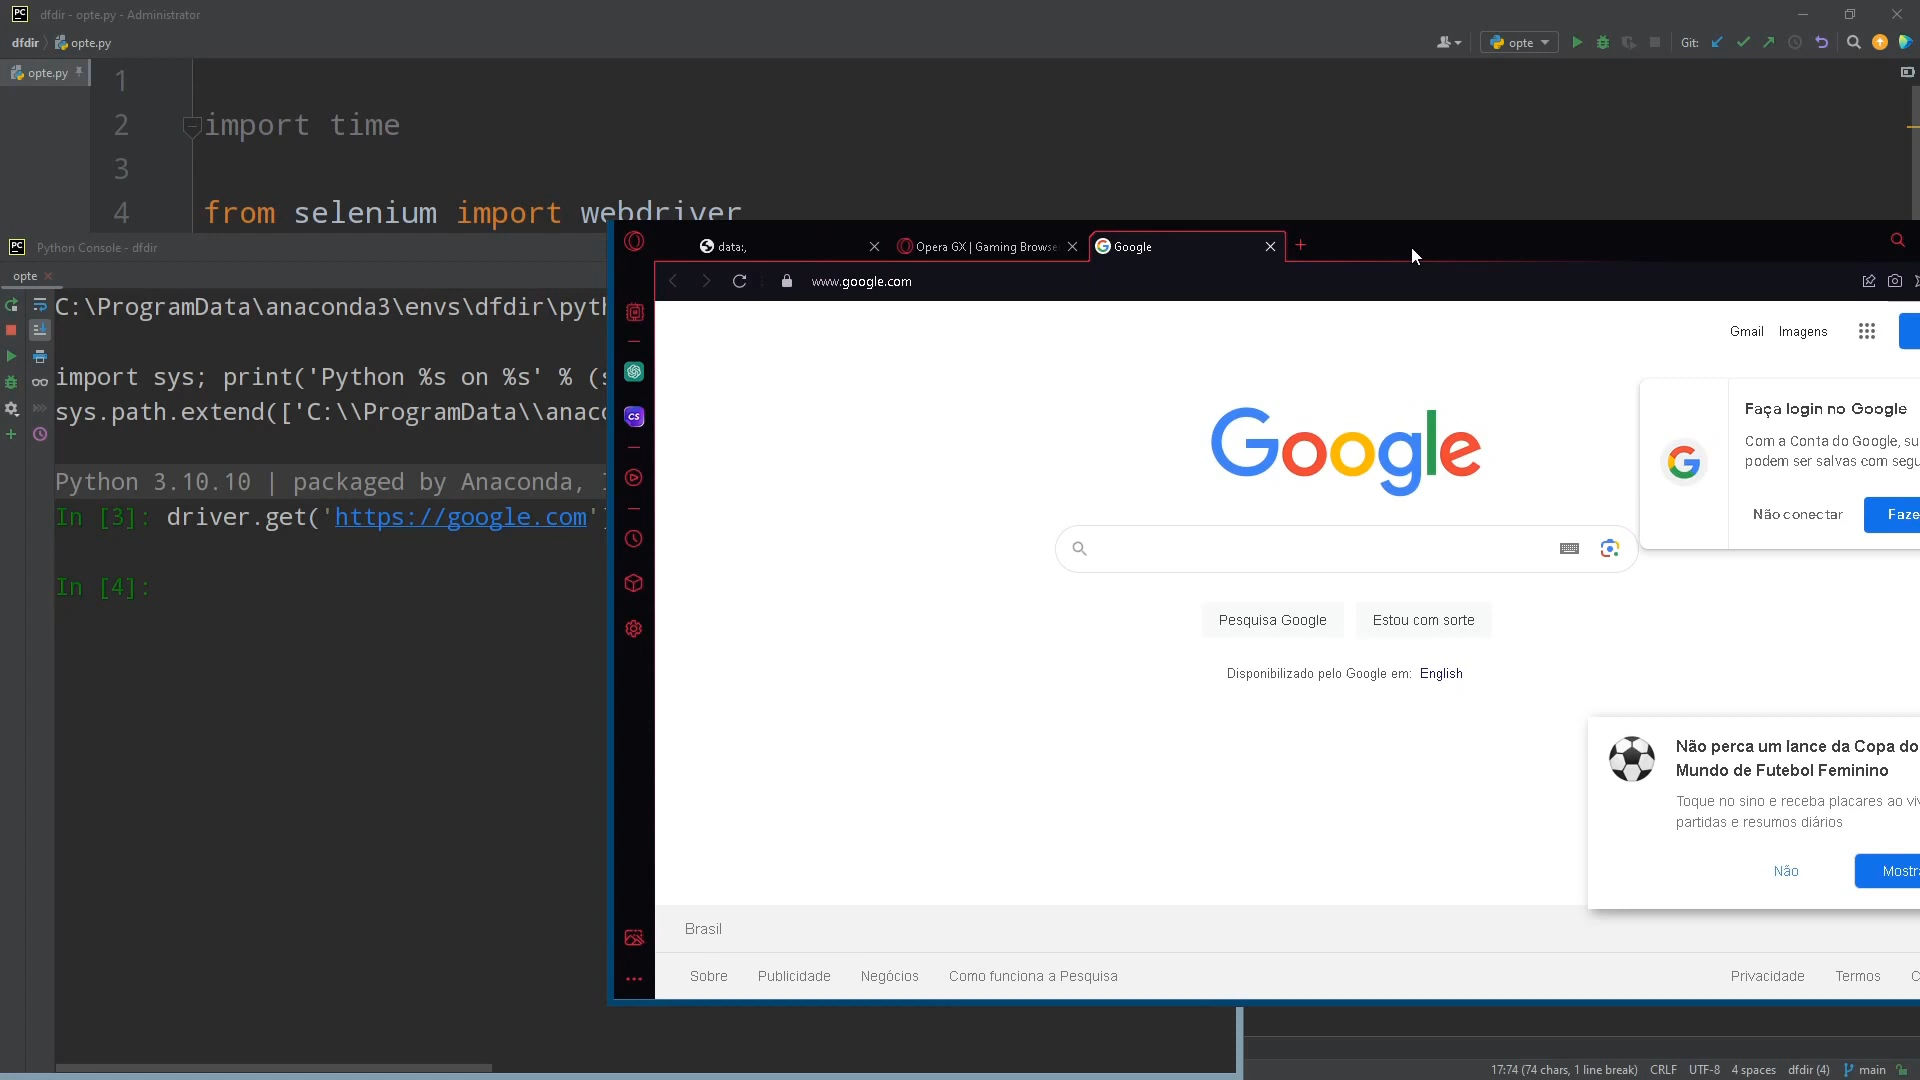 dfdir - opte.py - Administrator
dfdir
opte.py
opte
Git:
opte.py
1
2
import time
3
4
from selenium import webdriver
Python Console - dfdir
opte
C:\ProgramData\anaconda3\envs\dfdir\pyth
import sys; print('Python %s on %s' % (s
sys.path.extend(['C:\\ProgramData\\anaco
Python 3.10.10 | packaged by Anaconda,
In [3]: driver.get('https://google.com'
In [4]:
data:,
Opera GX | Gaming Browse
Google
www.google.com
Gmail
Imagens
Google
Faça login no Google
Com a Conta do Google, su
podem ser salvas com segu
Não conectar
Faze
Pesquisa Google
Estou com sorte
Disponibilizado pelo Google em: English
Não perca um lance da Copa do
Mundo de Futebol Feminino
Toque no sino e receba placares ao viv
partidas e resumos diários
Não
Mostra
Brasil
Sobre
Publicidade
Negócios
Como funciona a Pesquisa
Privacidade
Termos
C
17:74 (74 chars, 1 line break)
CRLF
UTF-8
4 spaces
dfdir (4)
main